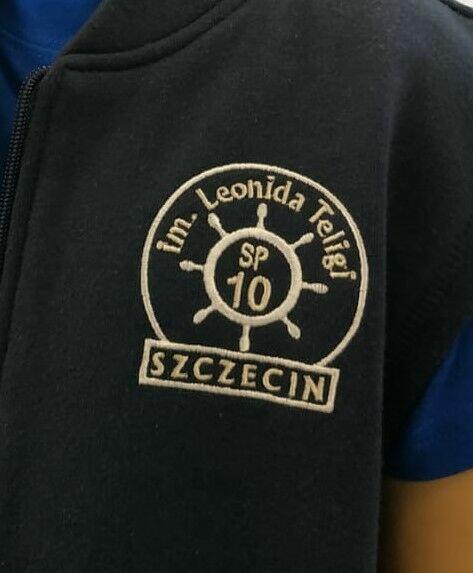 im. Leonida Teligi
SP
10
SZCZECIN